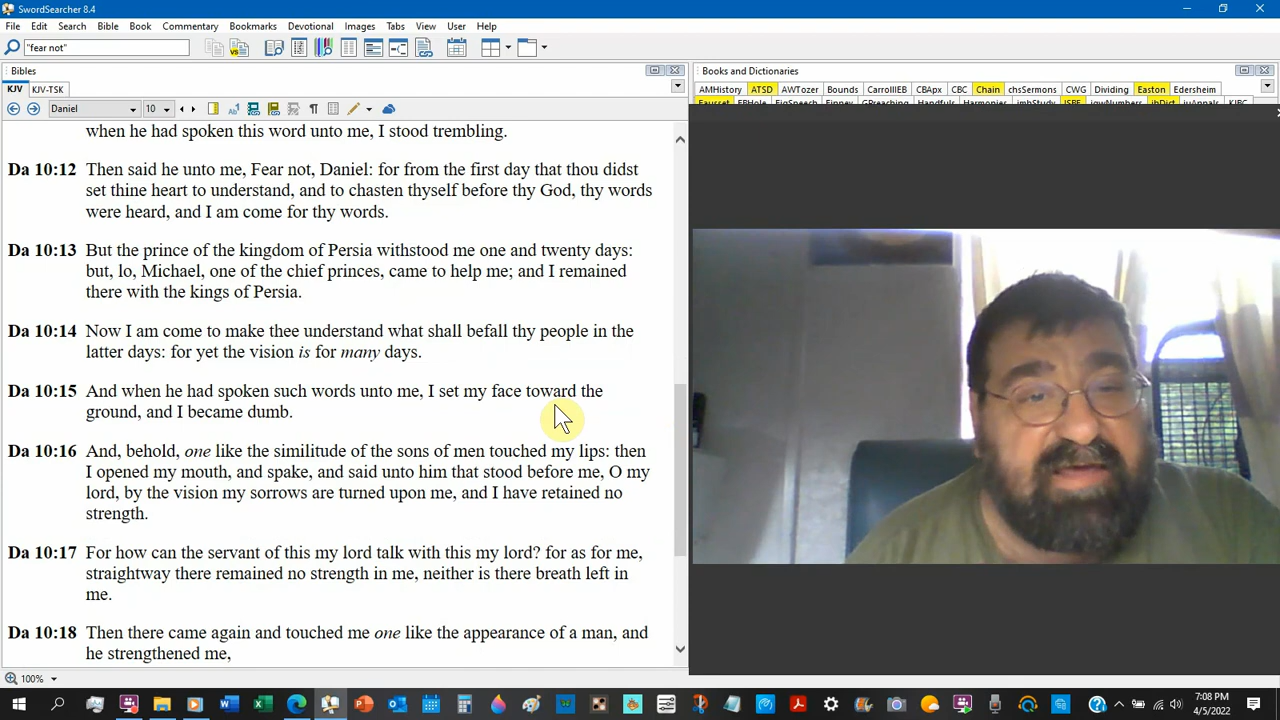 SwordSearcher 8.4
File Edit Search Bible Book Commentary Bookmarks Devotional Images Tabs View User Help
"fear not"
Bibles
KJV KJV-TSK
Daniel 10
when he had spoken this word unto me, I stood trembling.
Da 10:12 Then said he unto me, Fear not, Daniel: for from the first day that thou didst
set thine heart to understand, and to chasten thyself before thy God, thy words
were heard, and I am come for thy words.
Da 10:13 But the prince of the kingdom of Persia withstood me one and twenty days:
but, lo, Michael, one of the chief princes, came to help me; and I remained
there with the kings of Persia.
Da 10:14 Now I am come to make thee understand what shall befall thy people in the
latter days: for yet the vision is for many days.
Da 10:15 And when he had spoken such words unto me, I set my face toward the
ground, and I became dumb.
Da 10:16 And, behold, one like the similitude of the sons of men touched my lips: then
I opened my mouth, and spake, and said unto him that stood before me, O my
lord, by the vision my sorrows are turned upon me, and I have retained no
strength.
Da 10:17 For how can the servant of this my lord talk with this my lord? for as for me,
straightway there remained no strength in me, neither is there breath left in
me.
Da 10:18 Then there came again and touched me one like the appearance of a man, and
he strengthened me,
100%
Books and Dictionaries
AMHistory ATSD AWTozer Bounds CarrollIEB CBApx CBC Chain chsSermons CWG Dividing Easton Edersheim
7:08 PM
4/5/2022